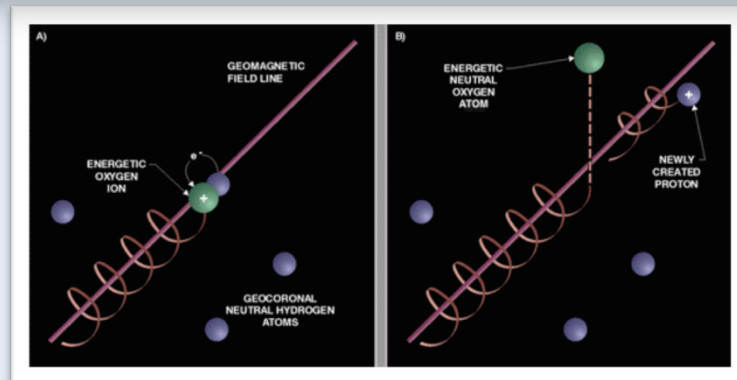 A)
GEOMAGNETIC
FIELD LINE
e-
ENERGETIC
OXYGEN
ION
+
GEOCORONAL
NEUTRAL HYDROGEN
ATOMS
B)
ENERGETIC
NEUTRAL
OXYGEN
ATOM
+
NEWLY
CREATED
PROTON